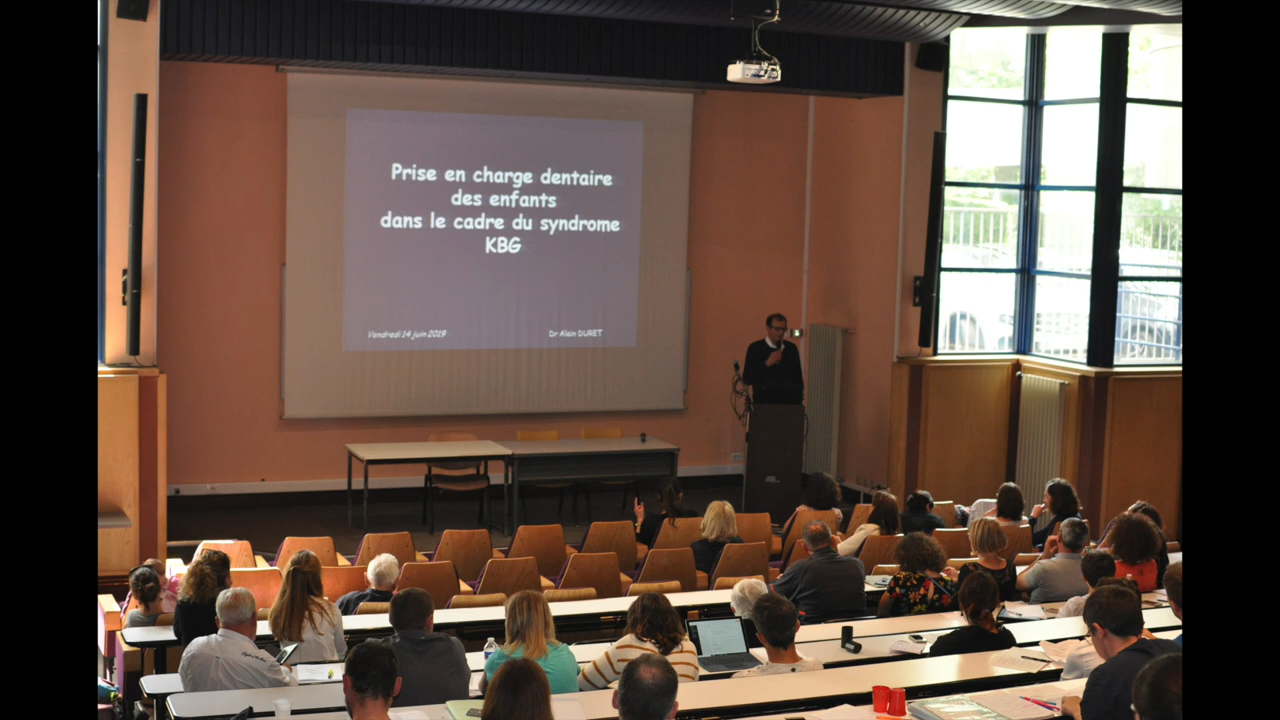 Prise en charge dentaire
des enfants
dans le cadre du syndrome
KBG
Vendredi 14 juin 2019
Dr Alain DURET